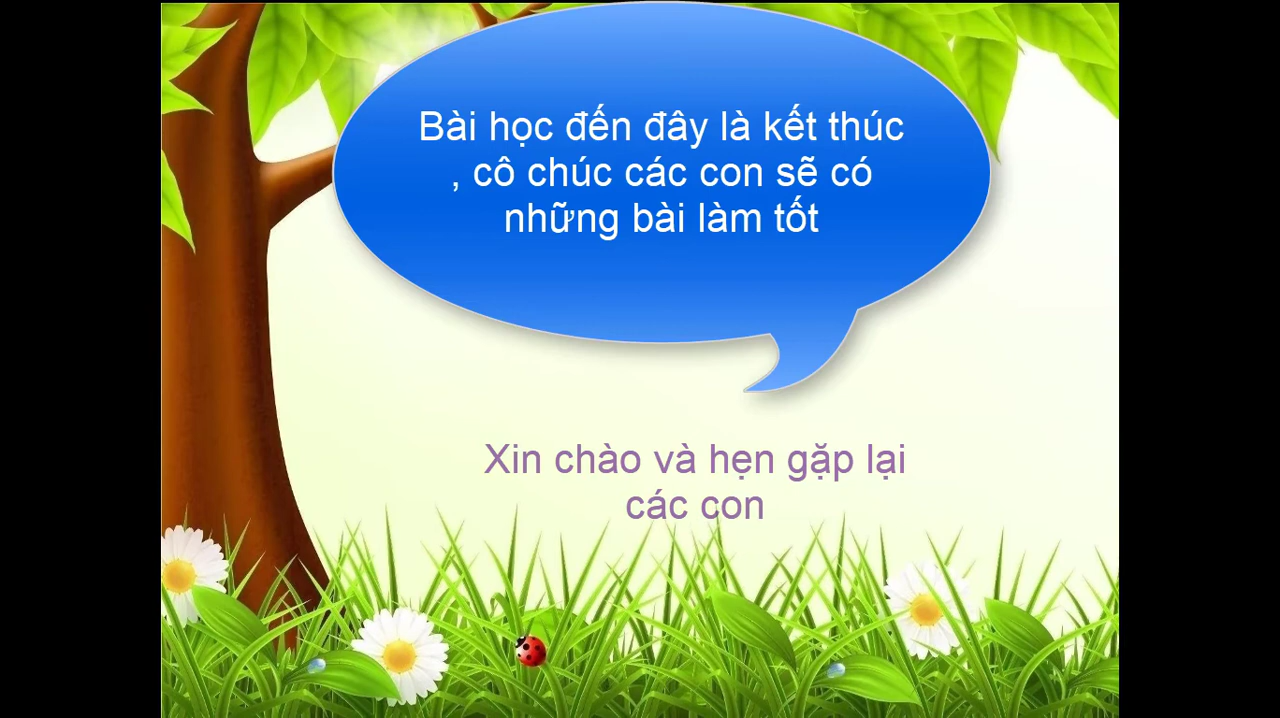 Bài học đến đây là kết thúc
, cô chúc các con sẽ có
những bài làm tốt
Xin chào và hẹn gặp lại
các con